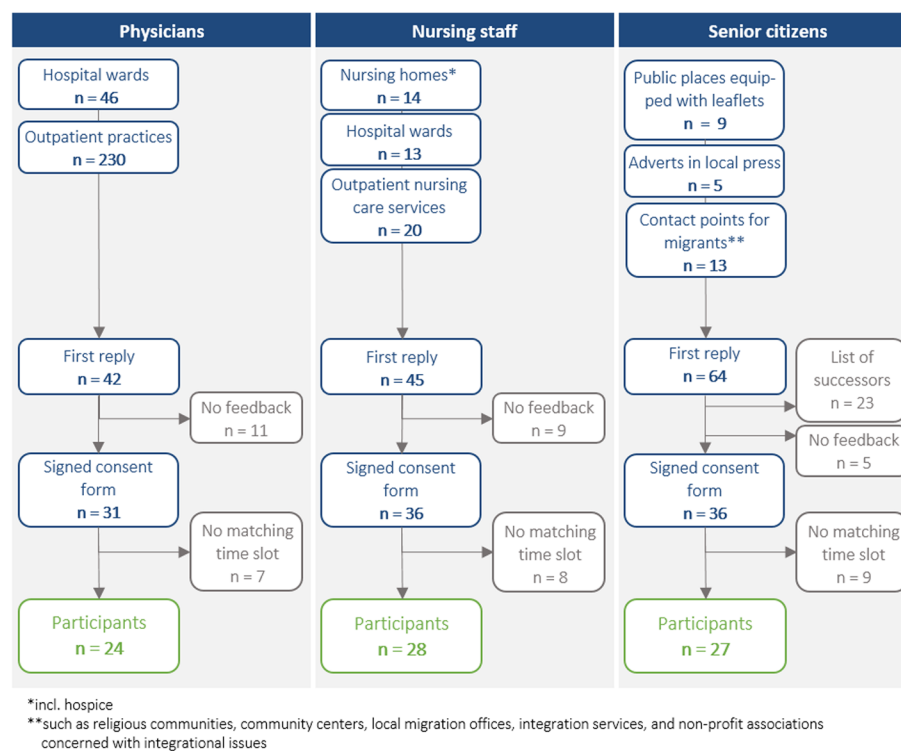 Physicians
Hospital wards
n = 46
Outpatient practices
n = 230
First reply
n = 42
No feedback
n = 11
Signed consent
form
n = 31
No matching
time slot
n = 7
Participants
n = 24
Nursing staff
Nursing homes*
n = 14
Hospital wards
n = 13
Outpatient nursing
care services
n = 20
First reply
n = 45
No feedback
n = 9
Signed consent
form
n = 36
No matching
time slot
n = 8
Participants
n = 28
Senior citizens
Public places equip-
ped with leaflets
n = 9
Adverts in local press
n = 5
Contact points for
migrants**
n = 13
First reply
n = 64
List of
successors
n = 23
No feedback
n = 5
Signed consent
form
n = 36
No matching
time slot
n = 9
Participants
n = 27
*incl. hospice
**such as religious communities, community centers, local migration offices, integration services, and non-profit associations
concerned with integrational issues